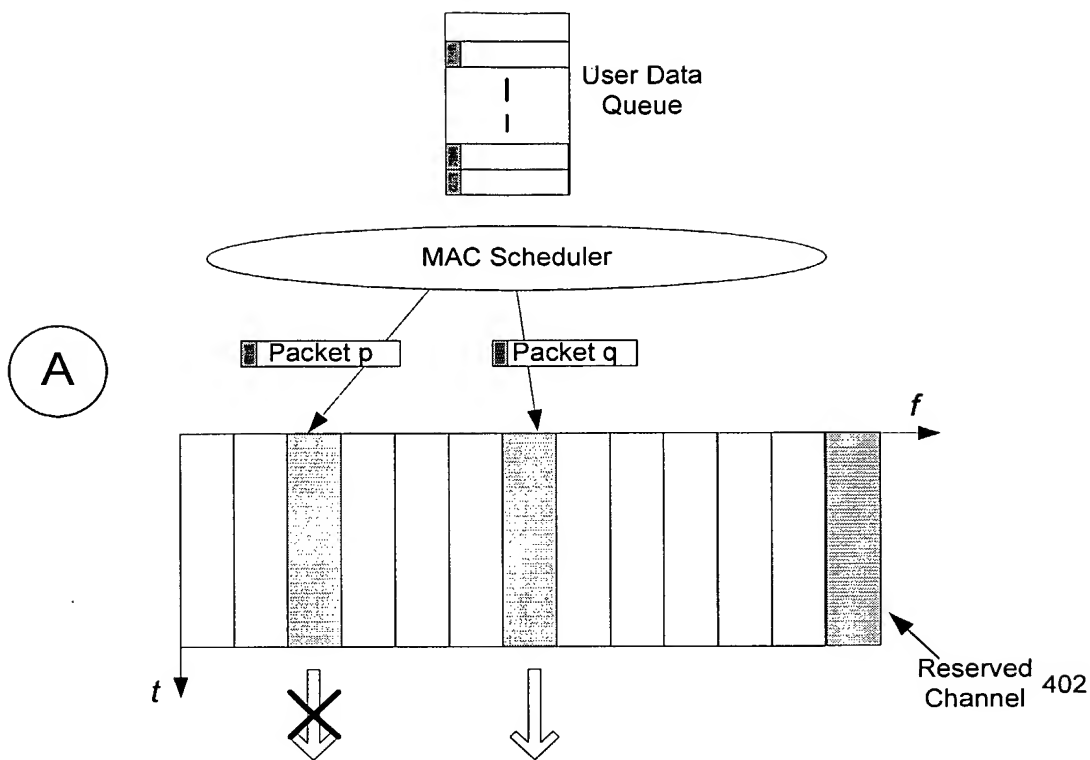 User Data
Queue
MAC Scheduler
Packet p
Packet q
A
f
t
Reserved
Channel 402